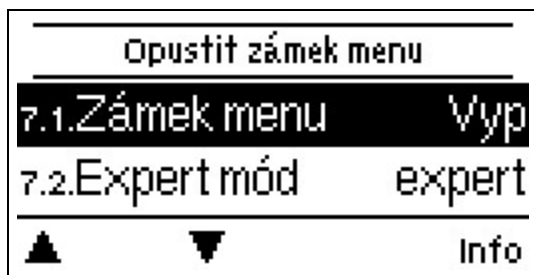 Opustit zámek menu
7.1.Zámek menu Vyp
7.2.Expert mód expert
▲ ▼ Info